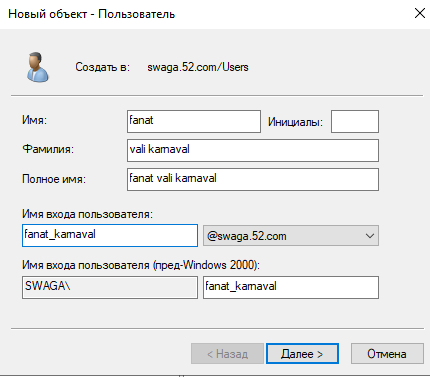 Новый объект - Пользователь
Создать в: swaga.52.com/Users
Имя: fanat Инициалы:
Фамилия: vali karnaval
Полное имя: fanat vali karnaval
Имя входа пользователя:
fanat_karnaval @swaga.52.com
Имя входа пользователя (пред-Windows 2000):
SWAGA\ fanat_karnaval
< Назад Далее > Отмена